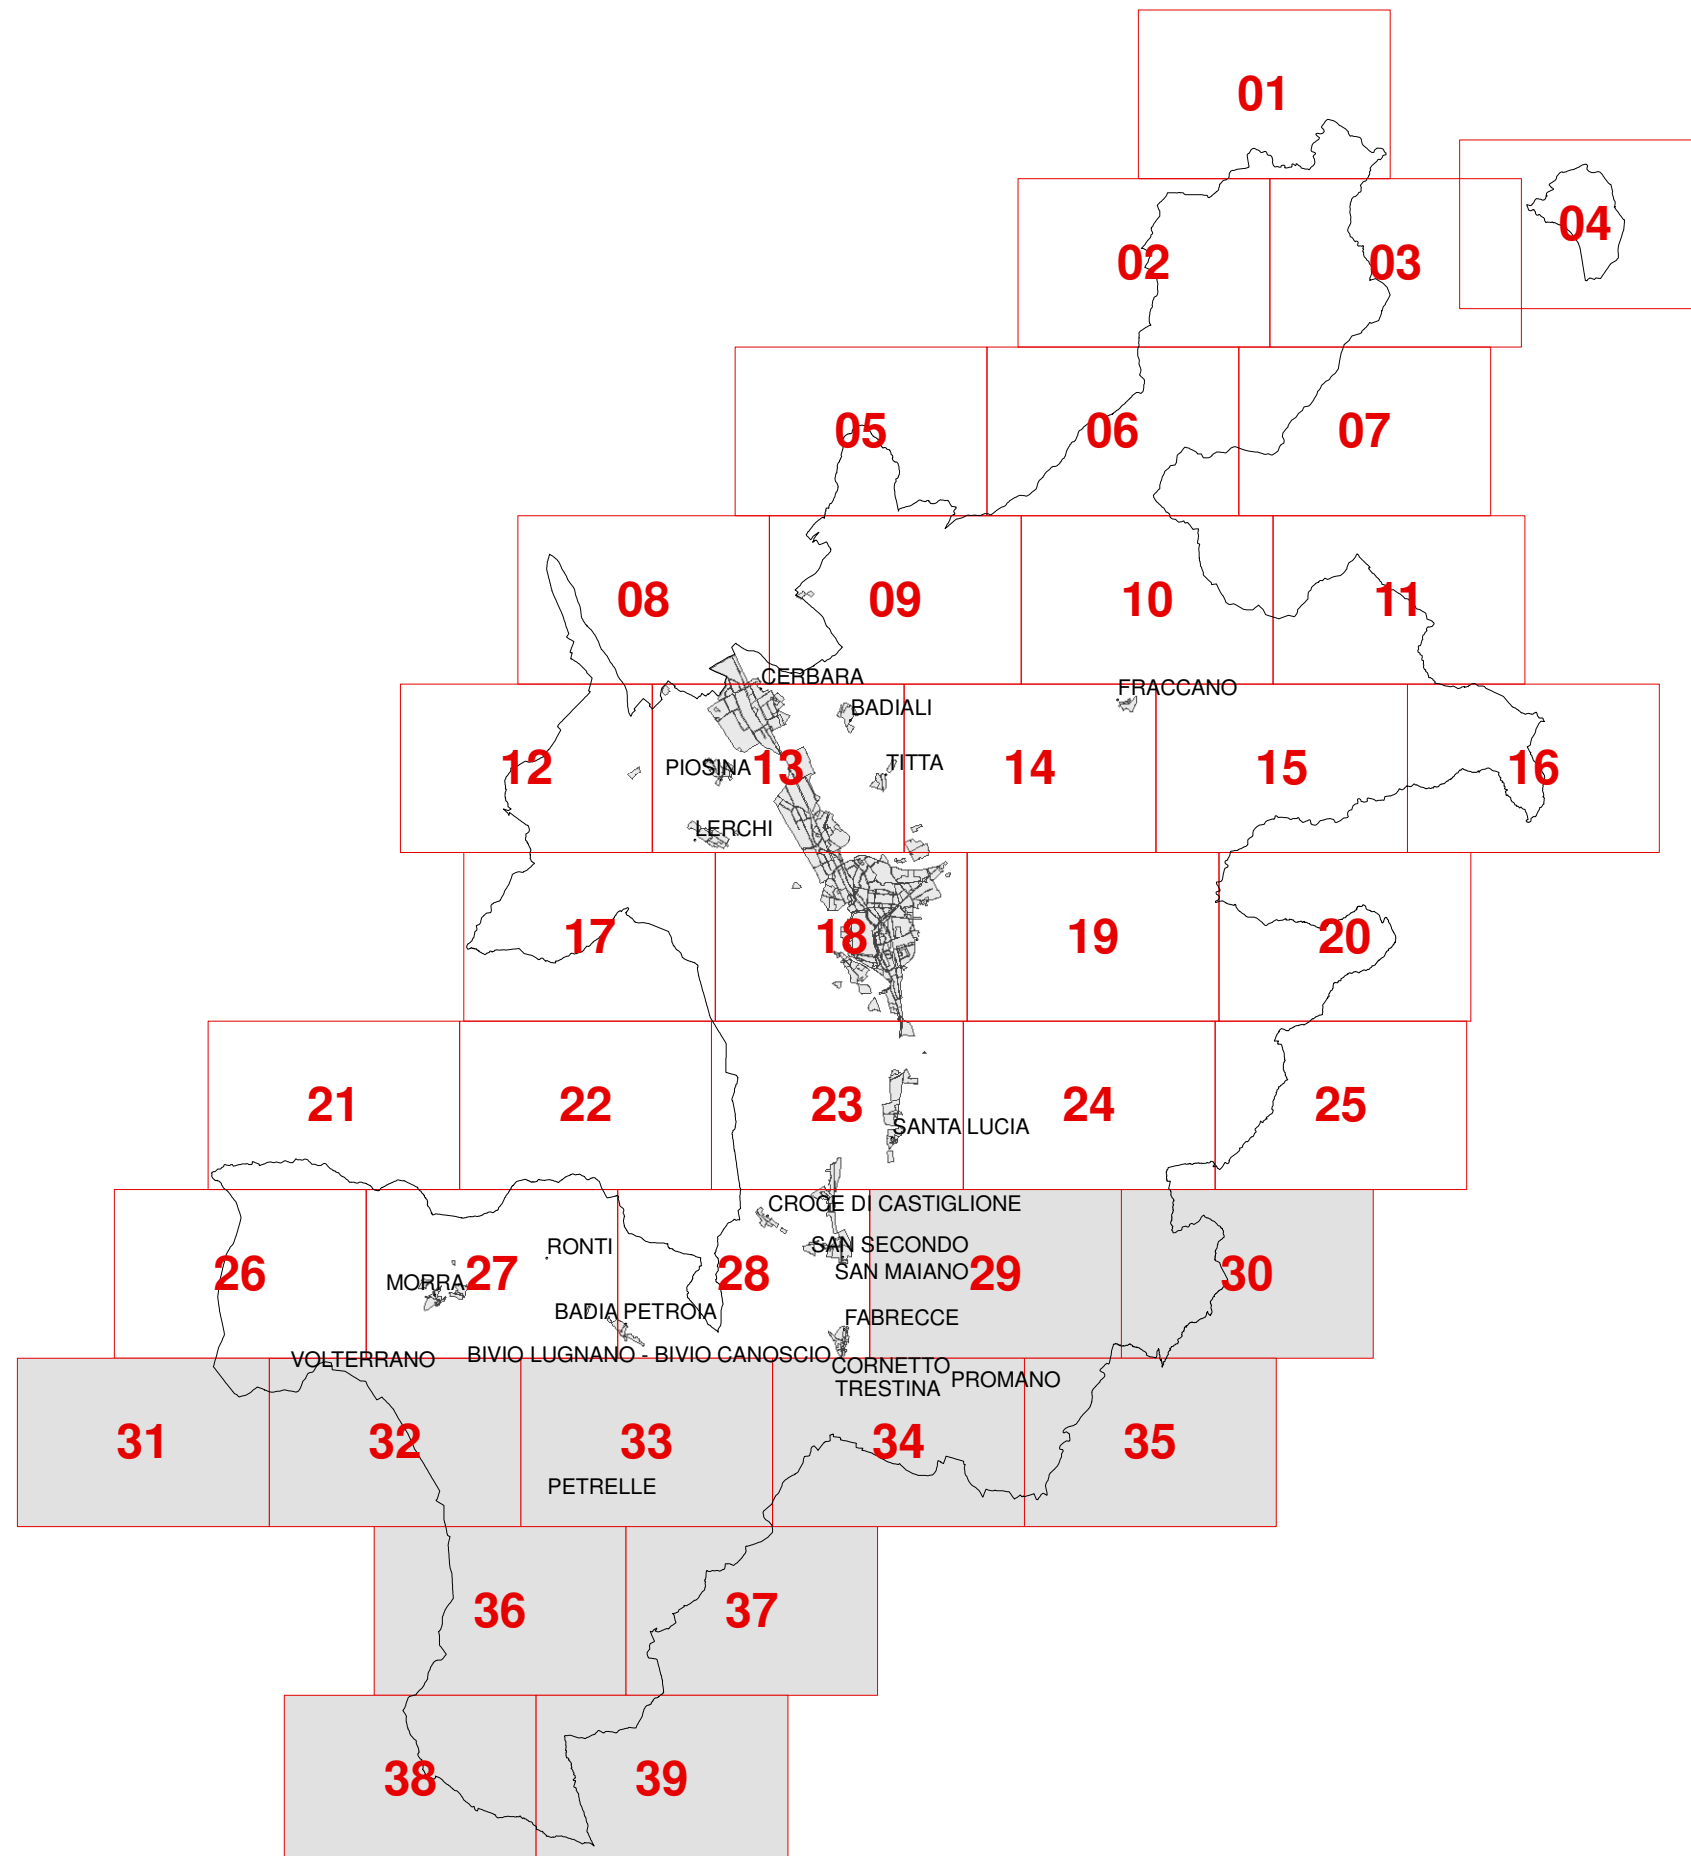 01
04
02
03
05
06
07
08
09
10
11
CERBARA
FRACCANO
BADIALI
12
PIOSINA
13
TITTA
14
15
16
LERCHI
17
18
19
20
21
22
23
24
25
SANTA LUCIA
CROCE DI CASTIGLIONE
RONTI
SAN SECONDO
26
MORRA
27
28
SAN MAIANO
29
30
BADIA PETROIA
FABRECCE
VOLTERRANO
BIVIO LUGNANO - BIVIO CANOSCIO
CORNETTO
TRESTINA
PROMANO
31
32
33
34
35
PETRELLE
36
37
38
39